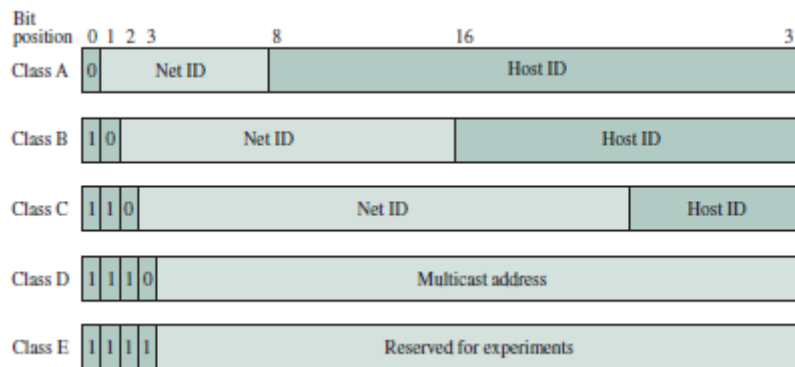 Bit
position 0 1 2 3 8 16 3
Class A 0 Net ID Host ID
Class B 1 0 Net ID Host ID
Class C 1 1 0 Net ID Host ID
Class D 1 1 1 0 Multicast address
Class E 1 1 1 1 Reserved for experiments